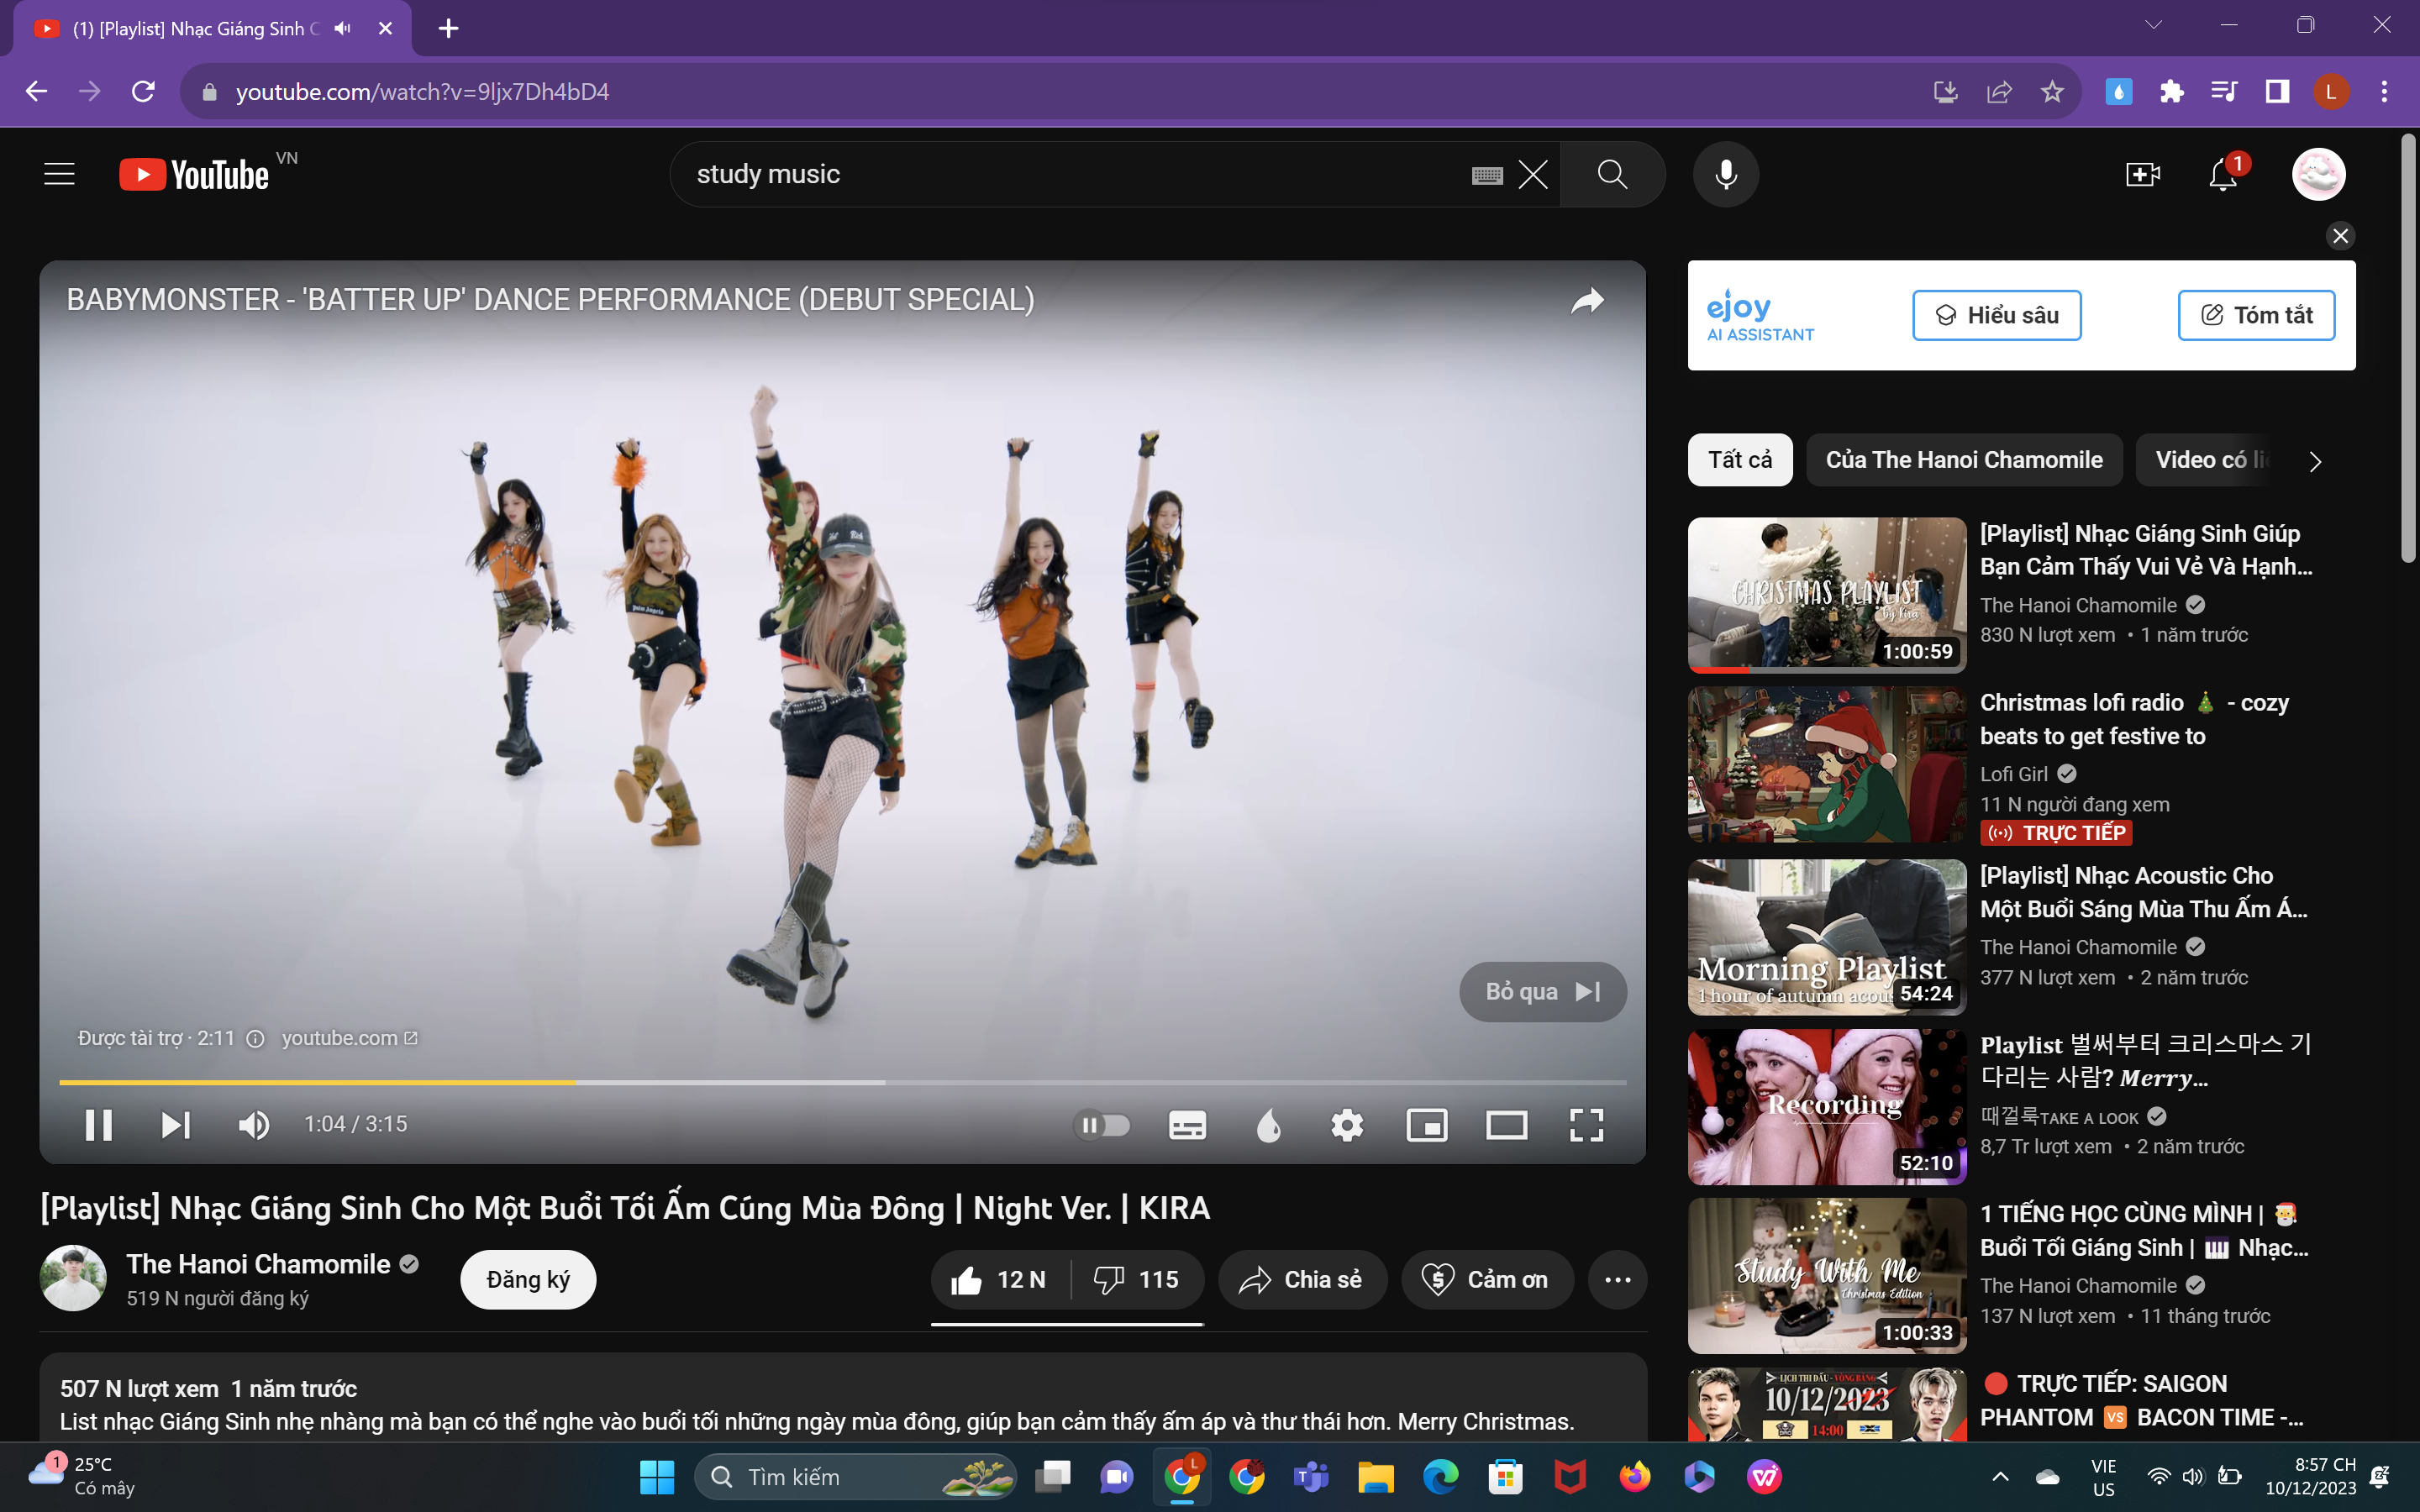 (1) [Playlist] Nhạc Giáng Sinh C
youtube.com/watch?v=9ljx7Dh4bD4
L
YouTube VN
study music
1
BABYMONSTER - 'BATTER UP' DANCE PERFORMANCE (DEBUT SPECIAL)
Bỏ qua
Được tài trợ · 2:11 youtube.com
1:04 / 3:15
[Playlist] Nhạc Giáng Sinh Cho Một Buổi Tối Ấm Cúng Mùa Đông | Night Ver. | KIRA
The Hanoi Chamomile
519 N người đăng ký
Đăng ký
12 N
115
Chia sẻ
Cảm ơn
507 N lượt xem 1 năm trước
List nhạc Giáng Sinh nhẹ nhàng mà bạn có thể nghe vào buổi tối những ngày mùa đông, giúp bạn cảm thấy ấm áp và thư thái hơn. Merry Christmas.
ejoy
AI ASSISTANT
Hiểu sâu
Tóm tắt
Tất cả
Của The Hanoi Chamomile
Video có li
CHRISTMAS PLAYLIST
by Kira
1:00:59
[Playlist] Nhạc Giáng Sinh Giúp
Bạn Cảm Thấy Vui Vẻ Và Hạnh...
The Hanoi Chamomile
830 N lượt xem • 1 năm trước
Christmas lofi radio 🎄 - cozy
beats to get festive to
Lofi Girl
11 N người đang xem
TRỰC TIẾP
Morning Playlist
1 hour of autumn acous
54:24
[Playlist] Nhạc Acoustic Cho
Một Buổi Sáng Mùa Thu Ấm Á...
The Hanoi Chamomile
377 N lượt xem • 2 năm trước
Recording
52:10
Playlist 벌써부터 크리스마스 기
다리는 사람? Merry...
때껄룩TAKE A LOOK
8,7 Tr lượt xem • 2 năm trước
Study With Me
Christmas Edition
1:00:33
1 TIẾNG HỌC CÙNG MÌNH | 🎅
Buổi Tối Giáng Sinh | 🎹 Nhạc...
The Hanoi Chamomile
137 N lượt xem • 11 tháng trước
LỊCH THI ĐẤU - VÒNG BẢNG
10/12/2023
14:00
🔴 TRỰC TIẾP: SAIGON
PHANTOM 🆚 BACON TIME -...
1
25°C
Có mây
Tìm kiếm
L
VIE
US
8:57 CH
10/12/2023